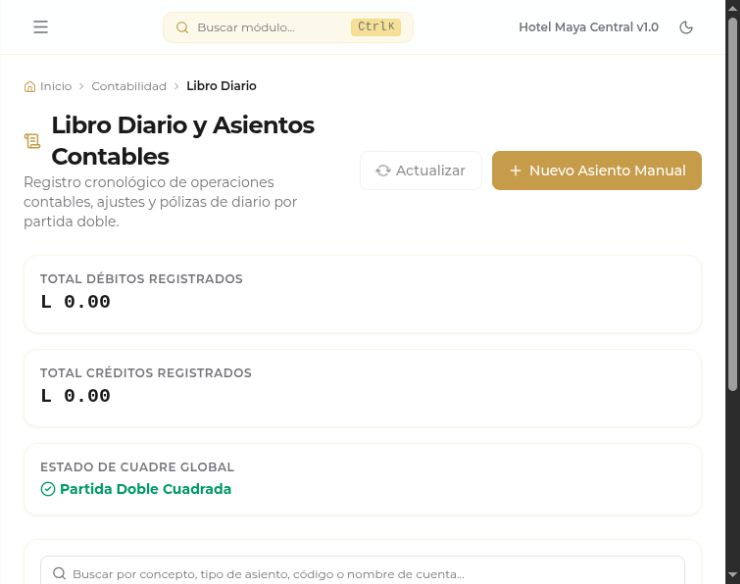 Buscar módulo... Ctrl K
Hotel Maya Central v1.0
Inicio > Contabilidad > Libro Diario
Libro Diario y Asientos
Contables
Registro cronológico de operaciones
contables, ajustes y pólizas de diario por
partida doble.
Actualizar
+ Nuevo Asiento Manual
TOTAL DÉBITOS REGISTRADOS
L 0.00
TOTAL CRÉDITOS REGISTRADOS
L 0.00
ESTADO DE CUADRE GLOBAL
Partida Doble Cuadrada
Buscar por concepto, tipo de asiento, código o nombre de cuenta...